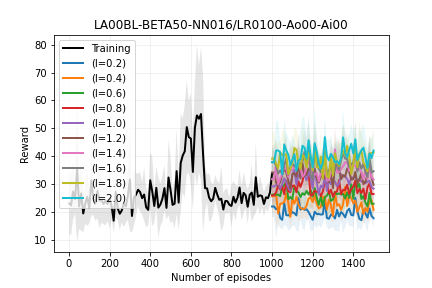 LA00BL-BETA50-NN016/LR0100-Ao00-Ai00
Reward
80
70
60
50
40
30
20
10
Training
(l=0.2)
(l=0.4)
(l=0.6)
(l=0.8)
(l=1.0)
(l=1.2)
(l=1.4)
(l=1.6)
(l=1.8)
(l=2.0)
0 200 400 600 800 1000 1200 1400
Number of episodes